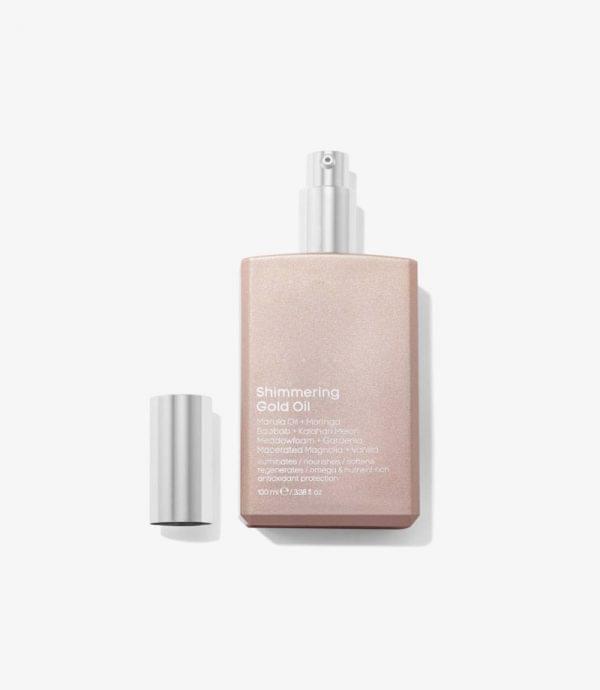 Shimmering
Gold Oil
Marula Oil + Moringa
Baobab + Kalahari Melon
Meadowfoam + Gardenia
Macerated Magnolia + Vanilla
illuminates / nourishes / softens
regenerates / omega & nutrient-rich
antioxidant protection
100 ml ℮ / 3.38 fl oz